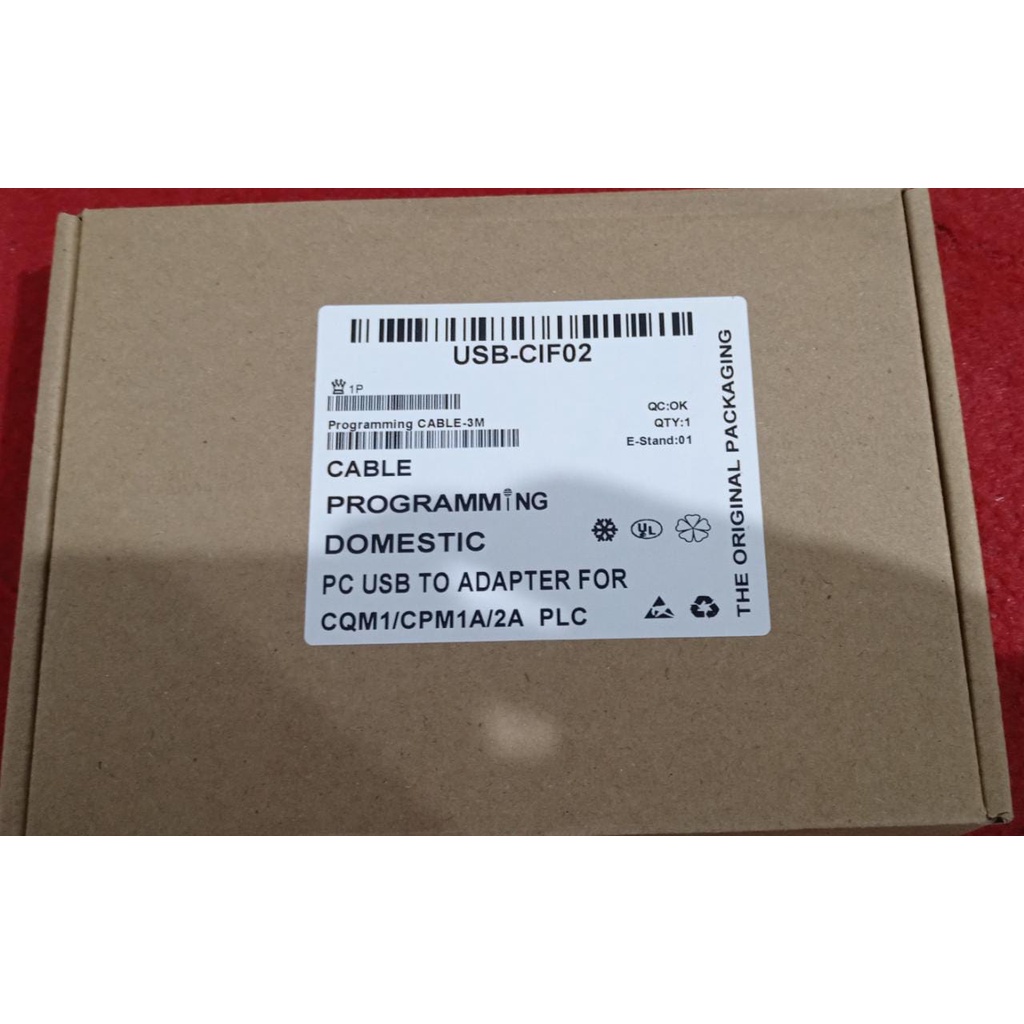 USB-CIF02
1P
Programming CABLE-3M
QC:OK
QTY:1
E-Stand:01
CABLE
PROGRAMMiNG
DOMESTIC
PC USB TO ADAPTER FOR
CQM1/CPM1A/2A PLC
UL
THE ORIGINAL PACKAGING